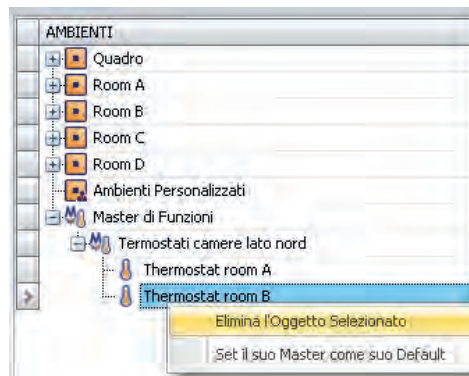 AMBIENTI
Quadro
Room A
Room B
Room C
Room D
Ambienti Personalizzati
Master di Funzioni
Termostati camere lato nord
Thermostat room A
Thermostat room B
Elimina l'Oggetto Selezionato
Set il suo Master come suo Default